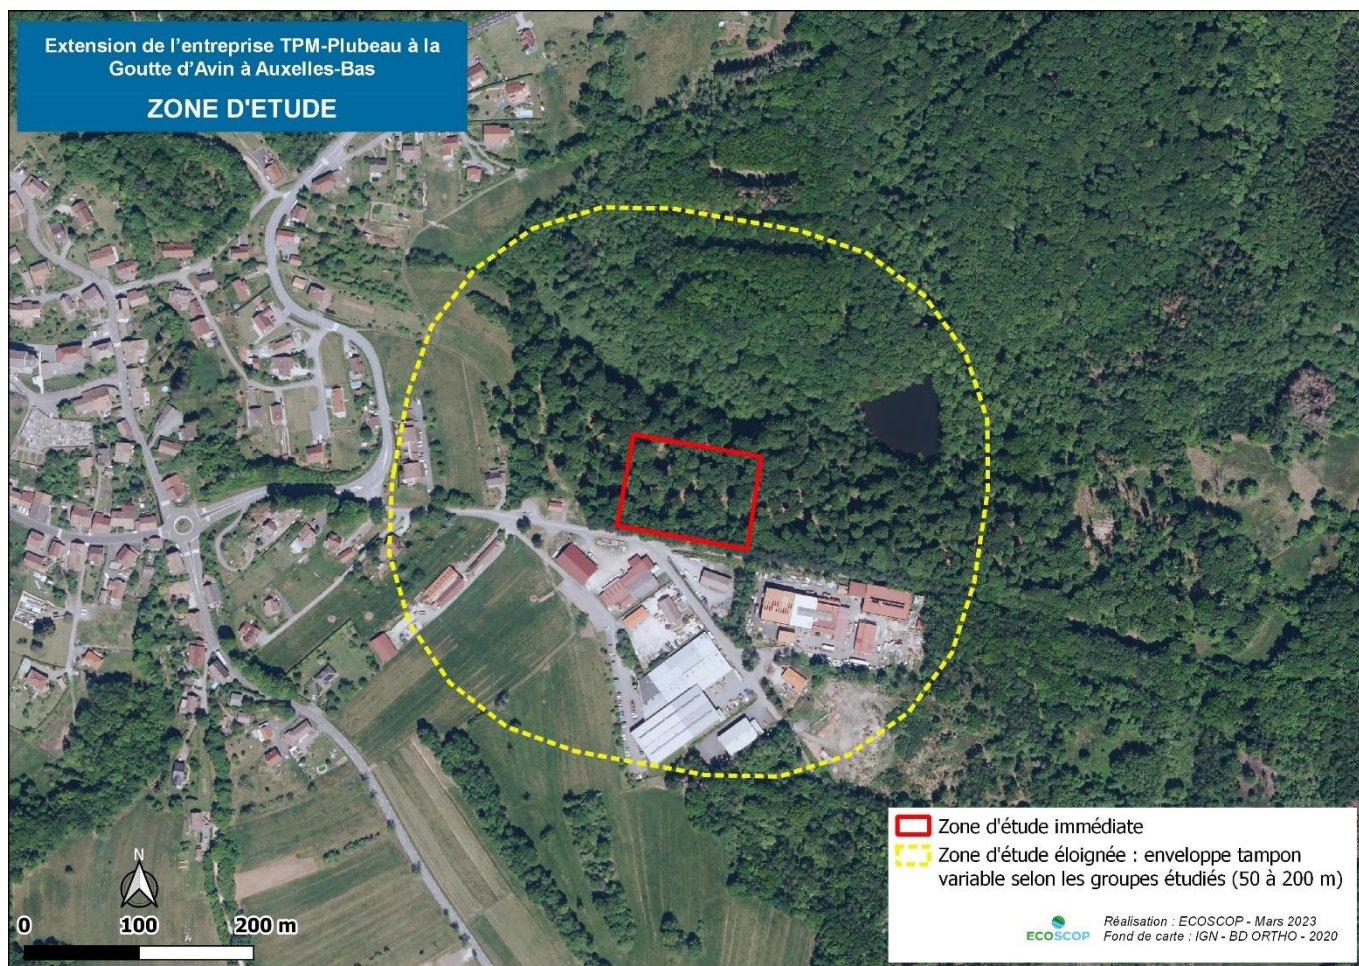 Extension de l'entreprise TPM-Plubeau à la
Goutte d'Avin à Auxelles-Bas
ZONE D'ETUDE
N
0 100 200 m
Zone d'étude immédiate
Zone d'étude éloignée : enveloppe tampon
variable selon les groupes étudiés (50 à 200 m)
ECOSCOP
Réalisation : ECOSCOP - Mars 2023
Fond de carte : IGN - BD ORTHO - 2020